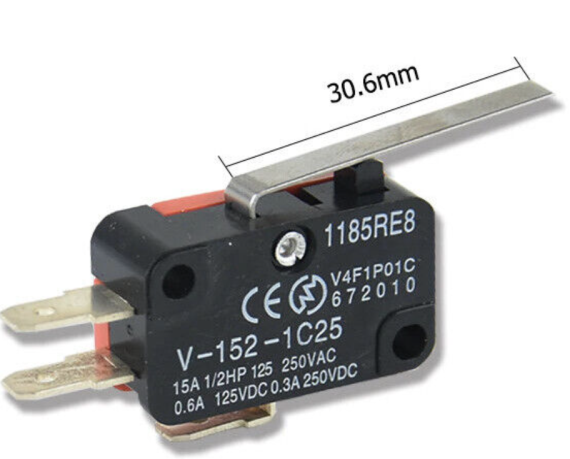 30.6mm
1185RE8
V4F1P01C
CE 672010
V-152-1C25
15A 1/2HP 125 250VAC
0.6A 125VDC 0.3A 250VDC